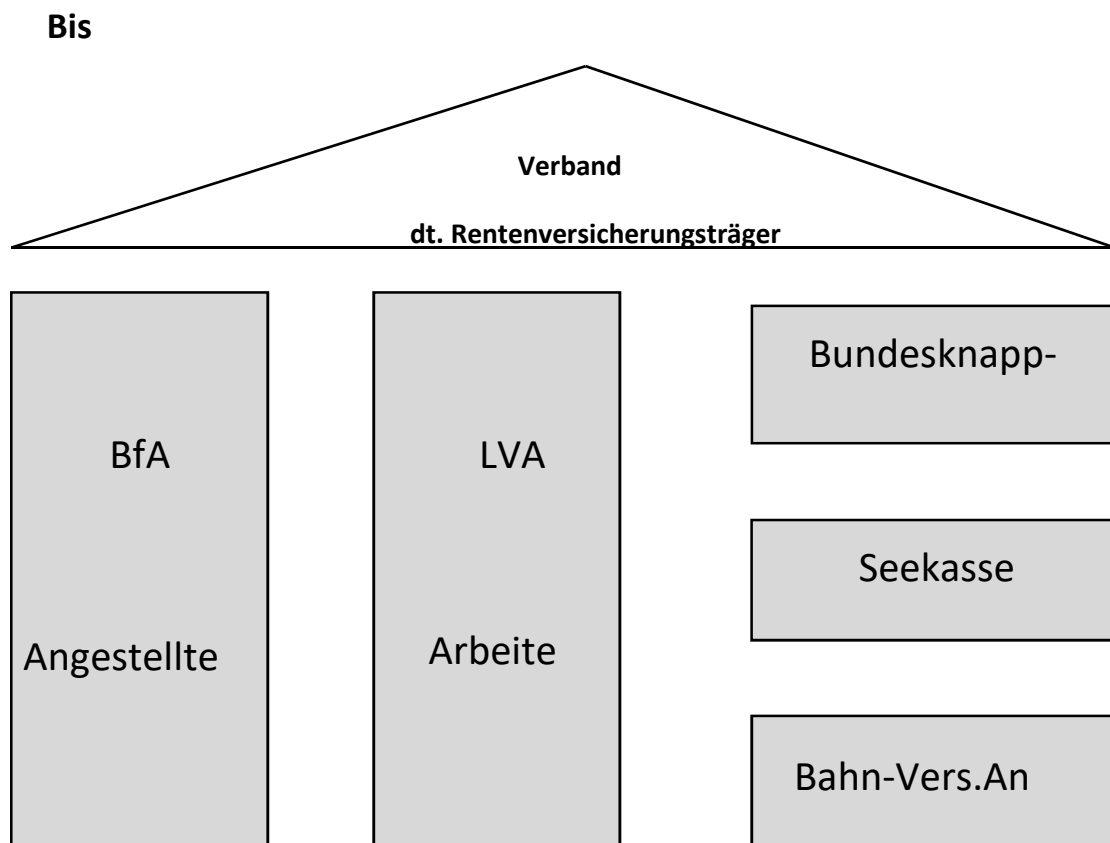 Bis
Verband
dt. Rentenversicherungsträger
BfA
Angestellte
LVA
Arbeite
Bundesknapp-
Seekasse
Bahn-Vers.An